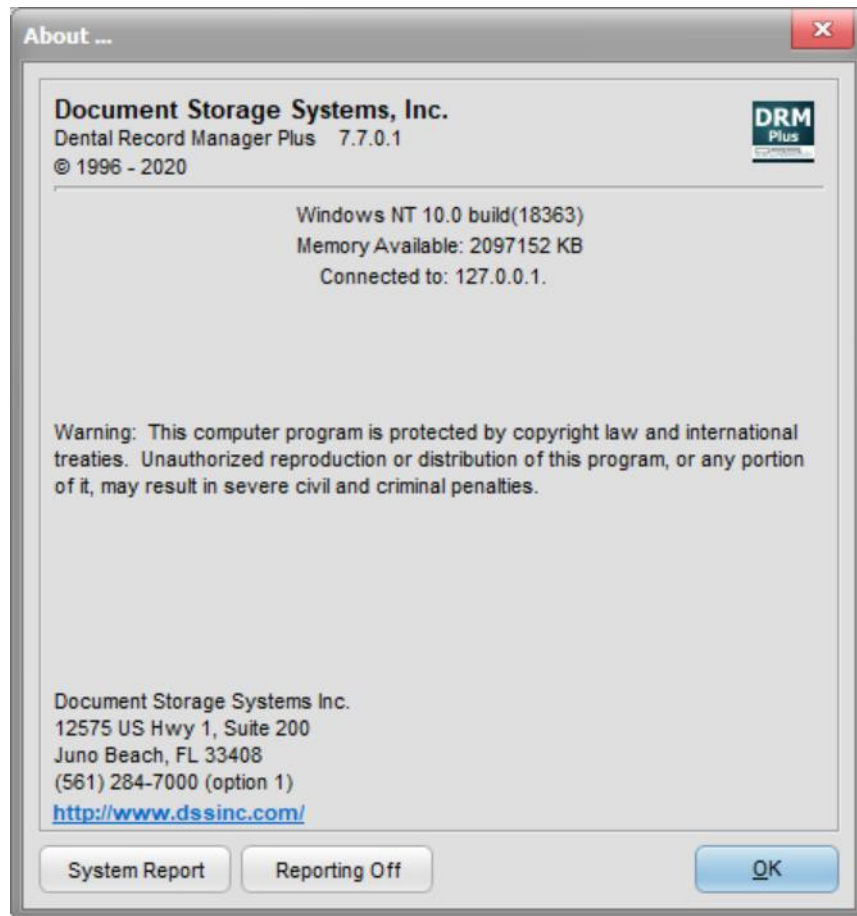 About ...
Document Storage Systems, Inc.
Dental Record Manager Plus 7.7.0.1
© 1996 - 2020
DRM
Plus
Windows NT 10.0 build(18363)
Memory Available: 2097152 KB
Connected to: 127.0.0.1.
Warning: This computer program is protected by copyright law and international
treaties. Unauthorized reproduction or distribution of this program, or any portion
of it, may result in severe civil and criminal penalties.
Document Storage Systems Inc.
12575 US Hwy 1, Suite 200
Juno Beach, FL 33408
(561) 284-7000 (option 1)
http://www.dssinc.com/
System Report
Reporting Off
OK